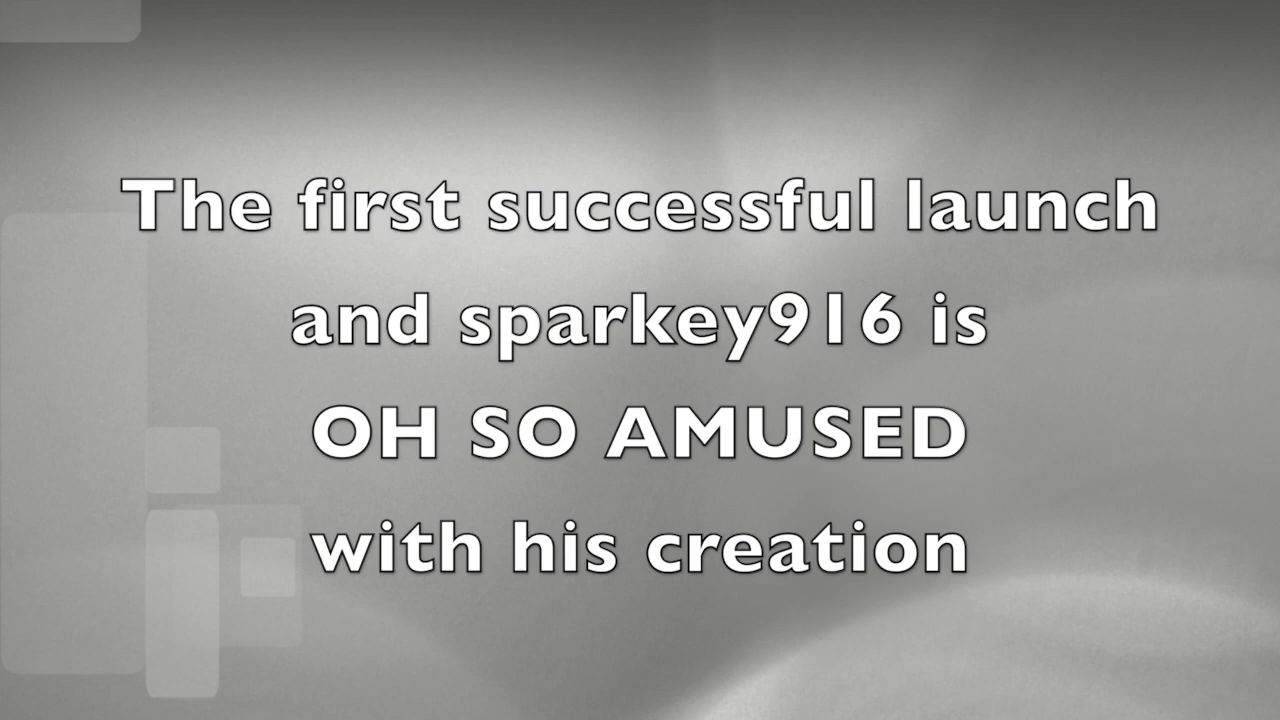 The first successful launch
and sparkey916 is
OH SO AMUSED
with his creation